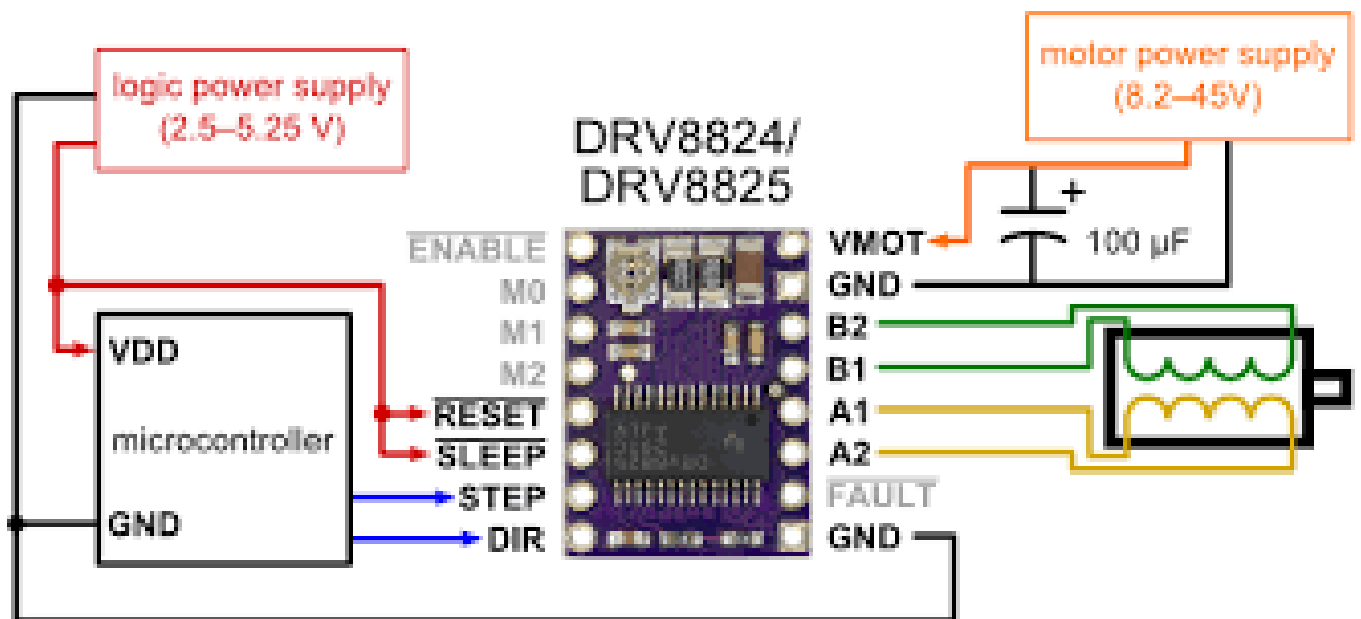 logic power supply
(2.5–5.25 V)
motor power supply
(8.2–45V)
DRV8824/
DRV8825
ENABLE
M0
M1
M2
RESET
SLEEP
STEP
DIR
VMOT
GND
B2
B1
A1
A2
FAULT
GND
+
100 µF
VDD
microcontroller
GND